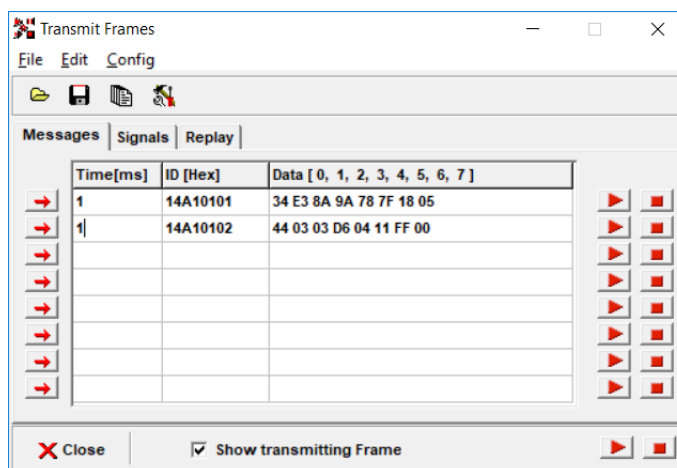 Transmit Frames
File Edit Config
Messages Signals Replay
Time[ms] ID [Hex] Data [ 0, 1, 2, 3, 4, 5, 6, 7 ]
1 14A10101 34 E3 8A 9A 78 7F 18 05
1 14A10102 44 03 03 D6 04 11 FF 00
Close Show transmitting Frame